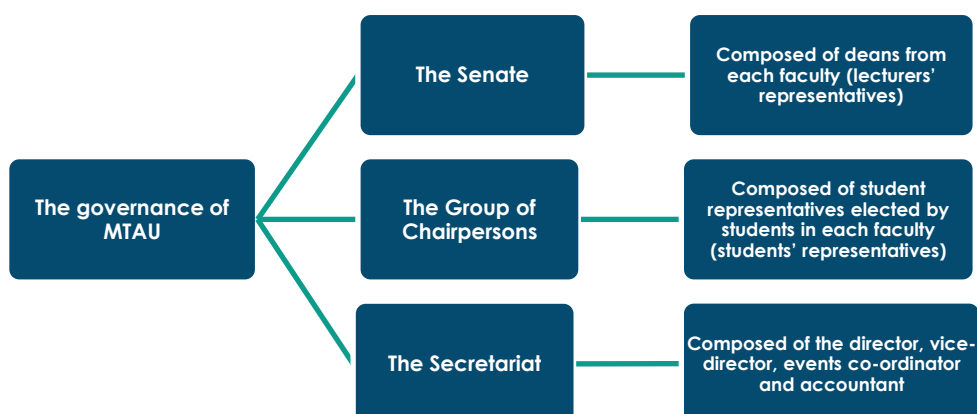 The Senate
Composed of deans from
each faculty (lecturers’
representatives)
The governance of
MTAU
The Group of
Chairpersons
Composed of student
representatives elected by
students in each faculty
(students’ representatives)
The Secretariat
Composed of the director, vice-
director, events co-ordinator
and accountant